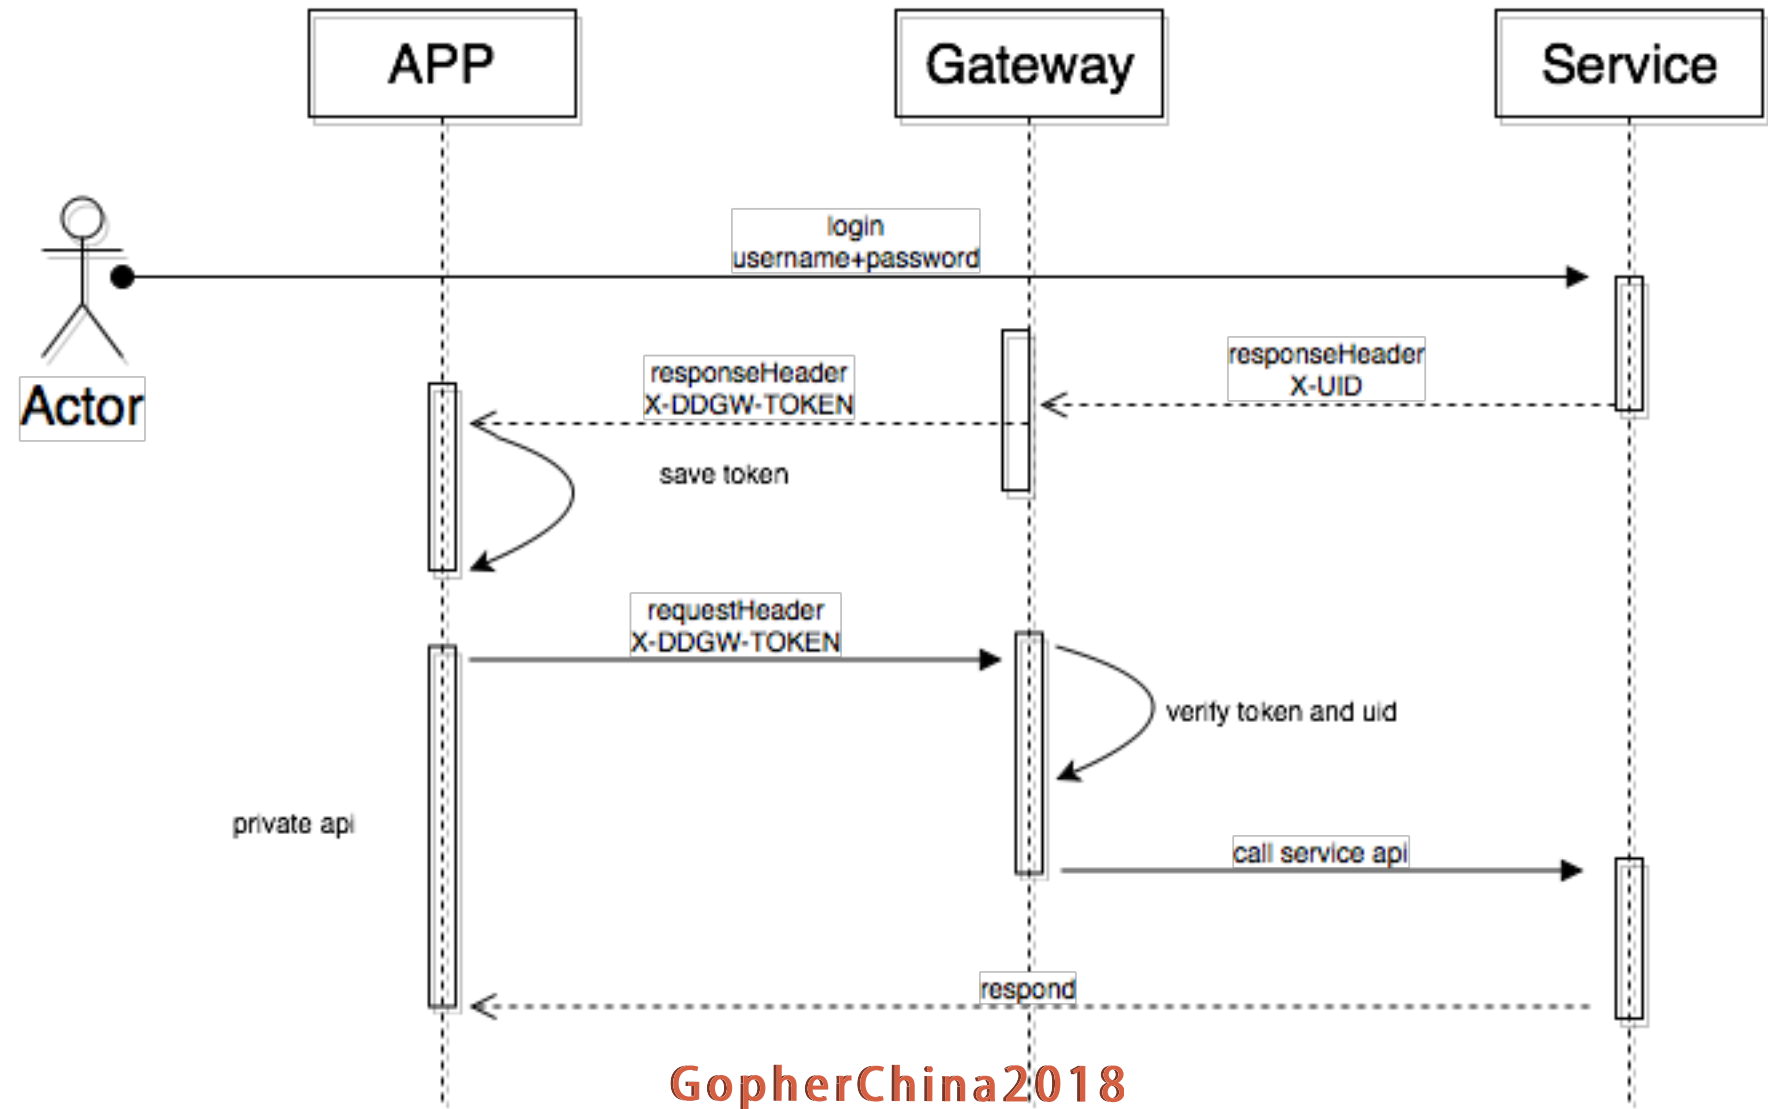 APP
Gateway
Service
login
username+password
responseHeader
X-UID
responseHeader
X-DDGW-TOKEN
Actor
save token
requestHeader
X-DDGW-TOKEN
verify token and uid
private api
call service api
respond
GopherChina2018